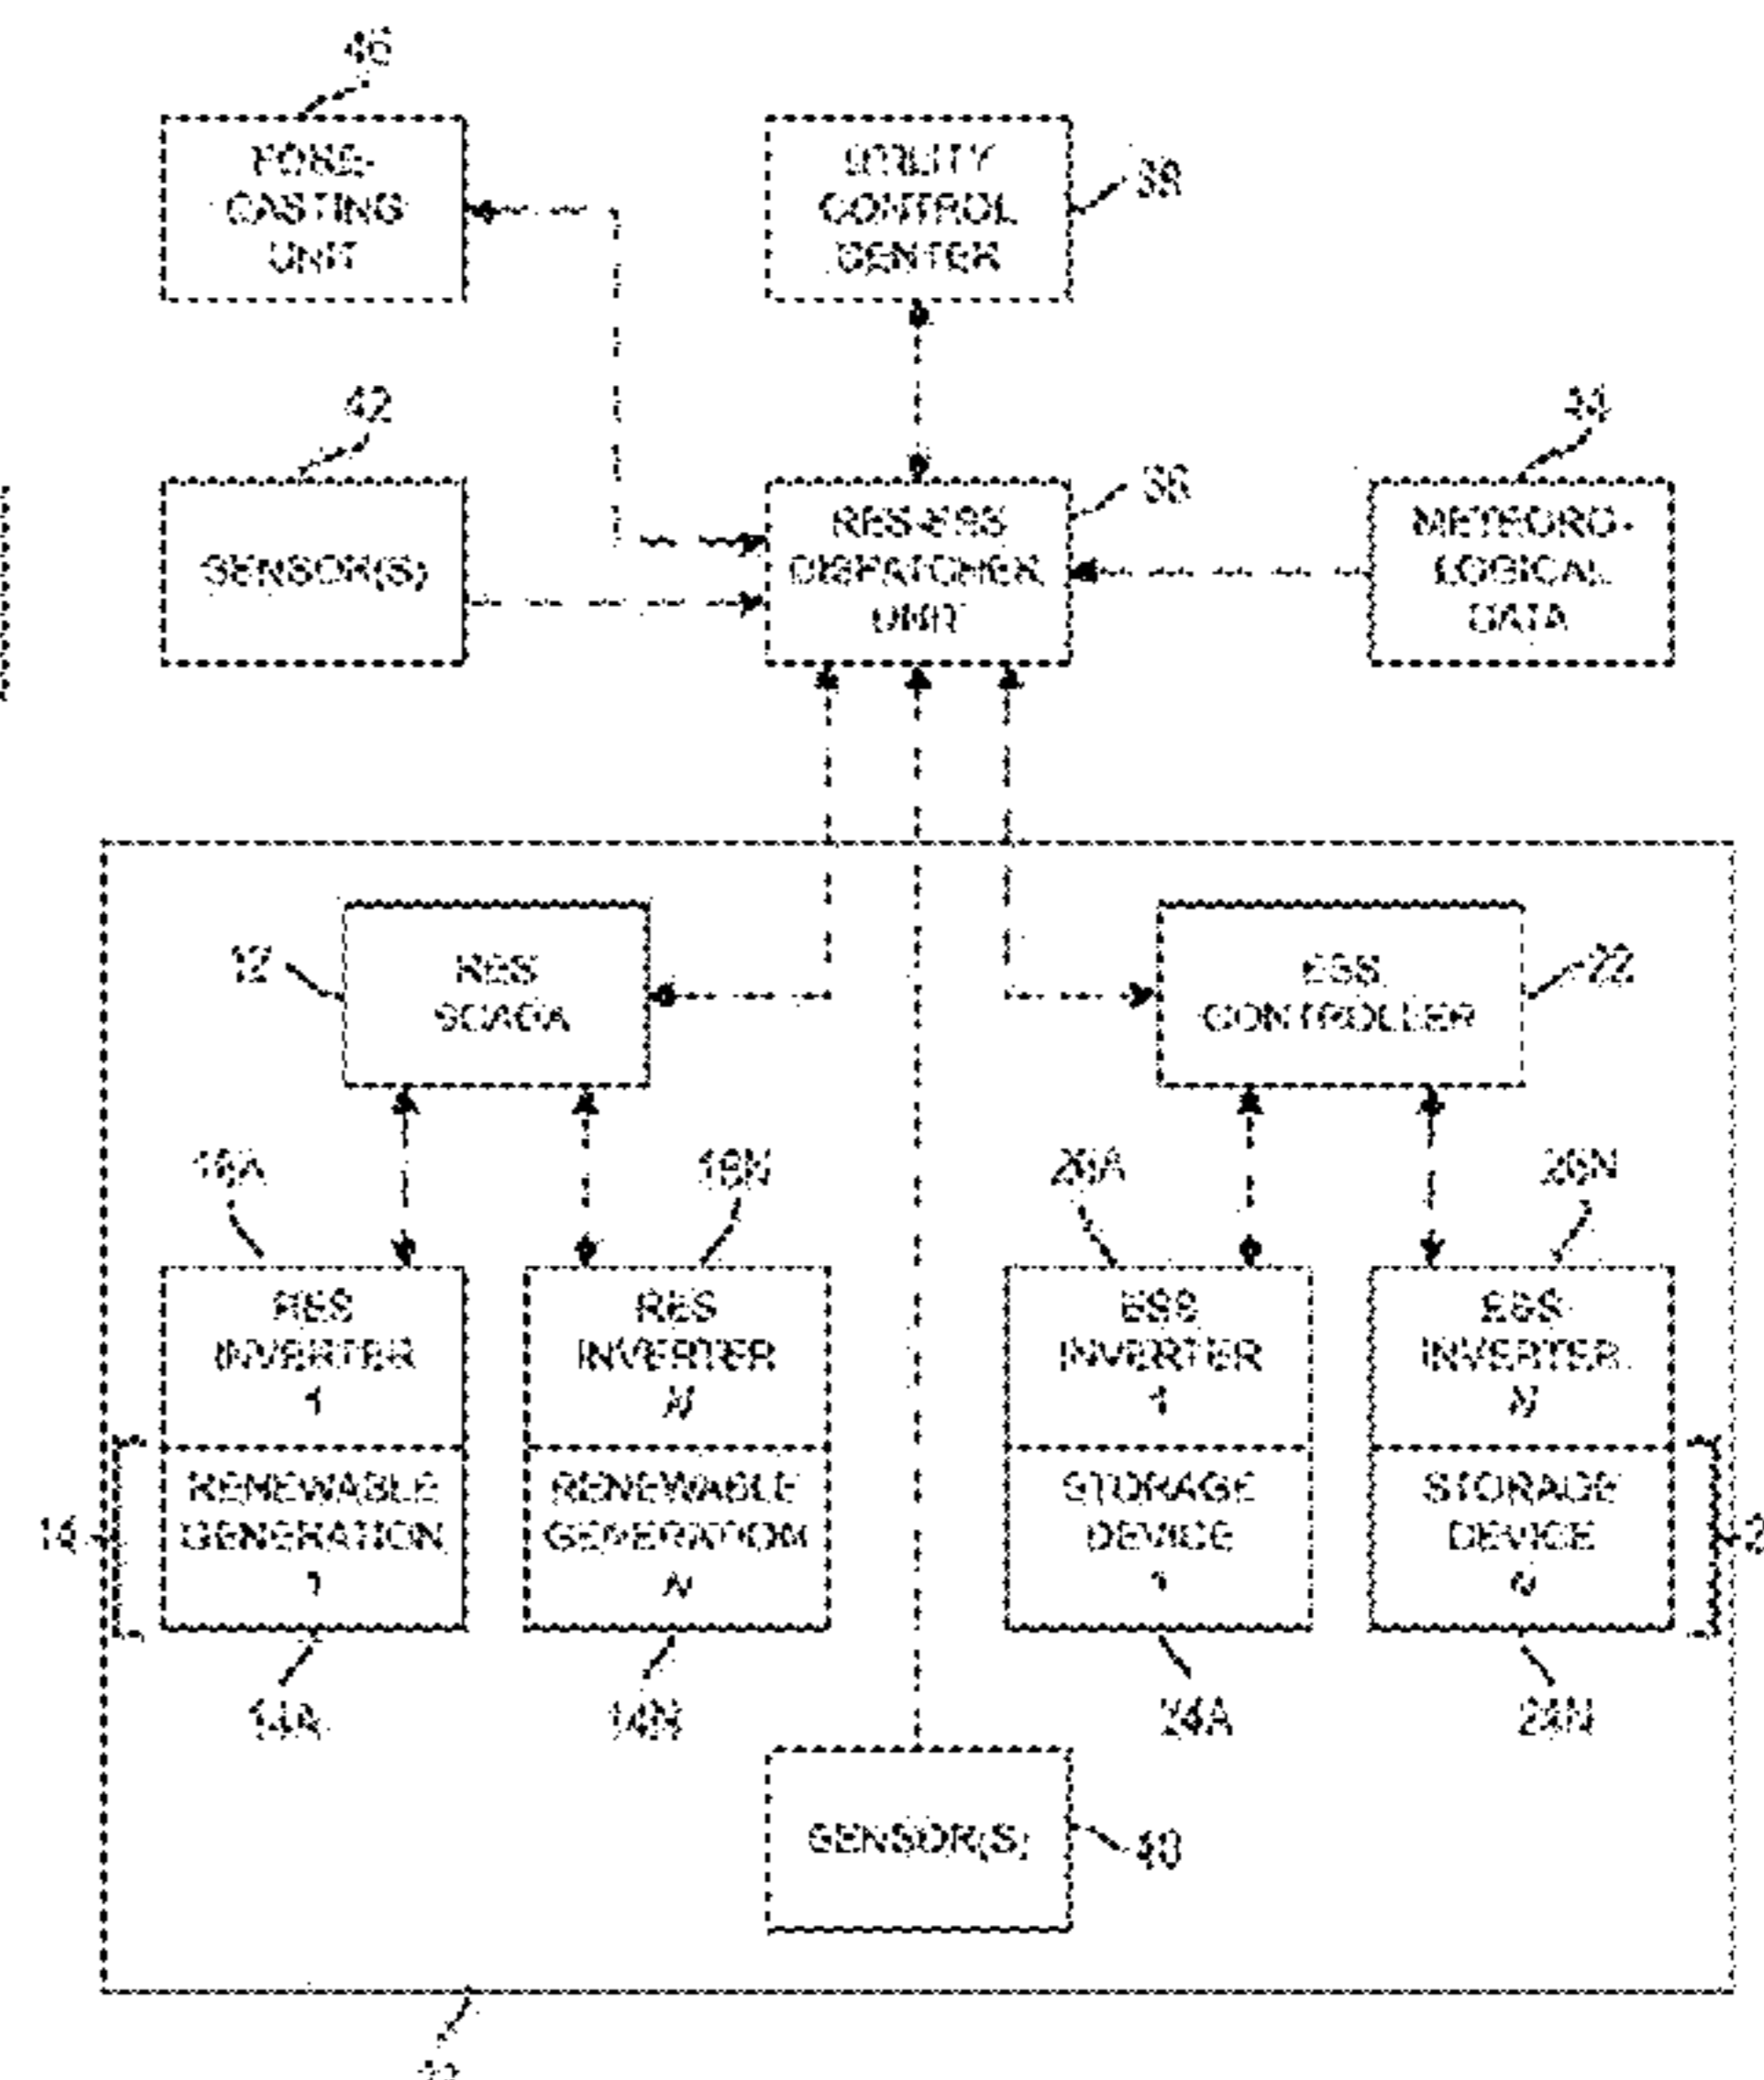 46
FORE-
CASTING
UNIT
UTILITY
CONTROL
CENTER
38
42
SENSOR(S)
RES-ESS
DISPATCHER
UNIT
36
44
METEORO-
LOGICAL
DATA
12
RES
SCADA
ESS
CONTROLLER
22
16A
16N
26A
26N
RES
INVERTER
1
RES
INVERTER
N
ESS
INVERTER
1
ESS
INVERTER
N
14
RENEWABLE
GENERATION
1
RENEWABLE
GENERATION
N
STORAGE
DEVICE
1
STORAGE
DEVICE
N
14A
14N
24A
24N
SENSOR(S)
40